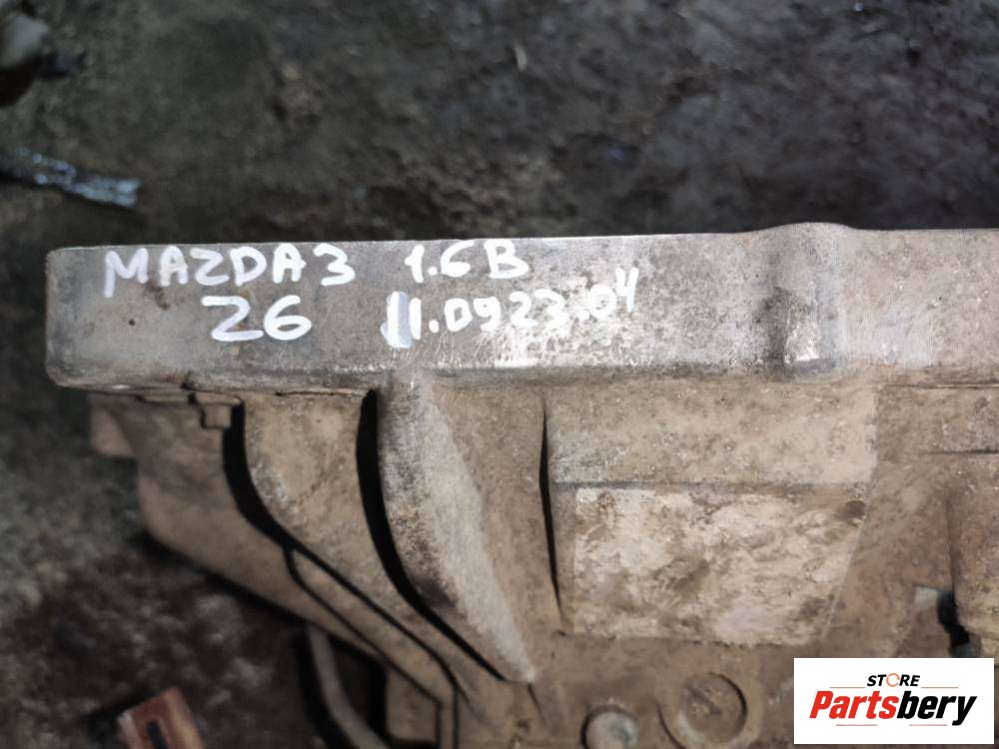 MAZDA3 1.6B
Z6 11.0923.04
STORE
Partsbery